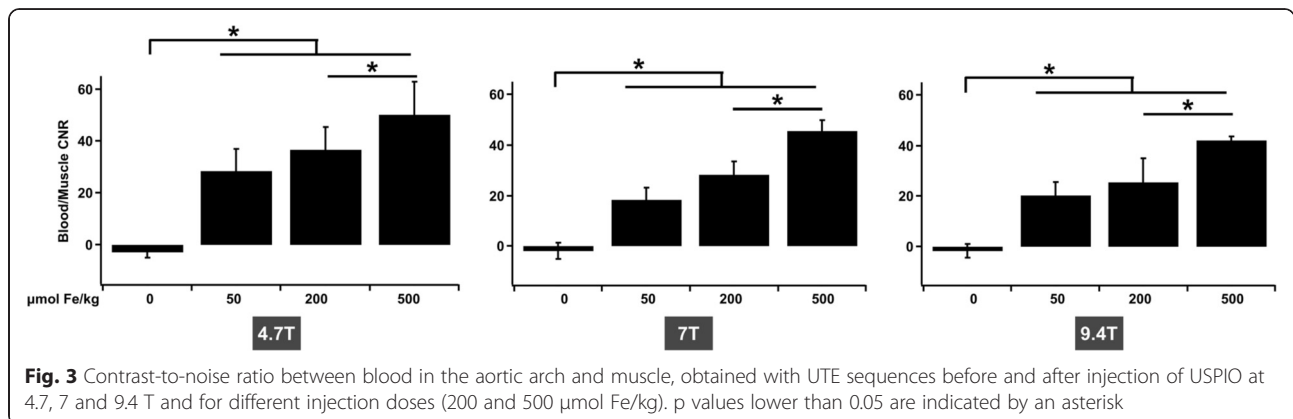 * * *
* * *
Blood/Muscle CNR
60 60 60
40 40 40
20 20 20
0 0 0
µmol Fe/kg 0 50 200 500 0 50 200 500 0 50 200 500
4.7T 7T 9.4T
Fig. 3 Contrast-to-noise ratio between blood in the aortic arch and muscle, obtained with UTE sequences before and after injection of USPIO at
4.7, 7 and 9.4 T and for different injection doses (200 and 500 µmol Fe/kg). p values lower than 0.05 are indicated by an asterisk